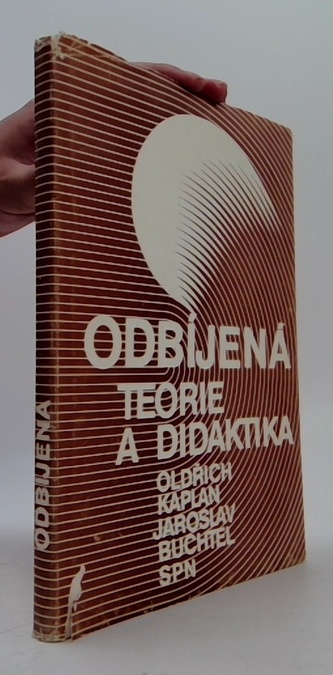 ODBÍJENÁ
TEORIE
A DIDAKTIKA
OLDŘICH
KAPLAN
JAROSLAV
BUCHTEL
SPN
ODBÍJENÁ